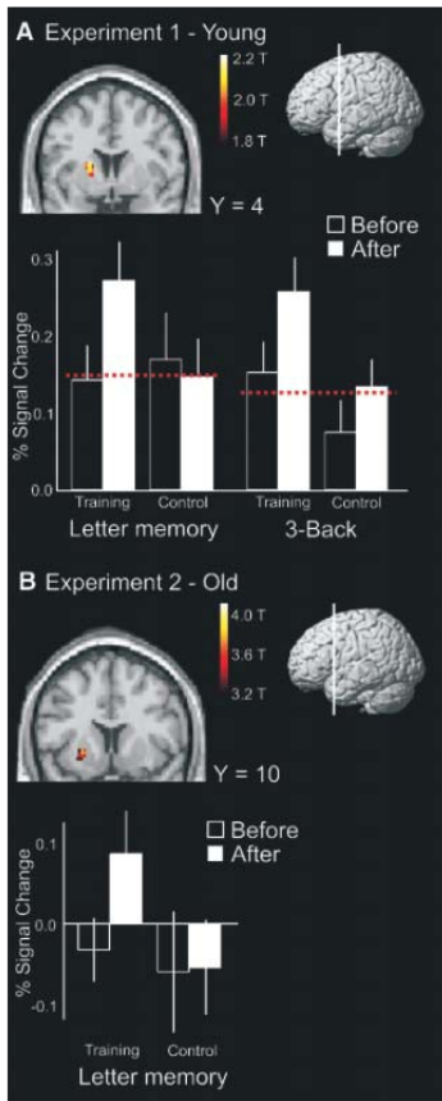 A Experiment 1 - Young
2.2 T
2.0 T
1.8 T
Y = 4
Before
After
% Signal Change
0.3
0.2
0.1
0.0
Training Control Training Control
Letter memory 3-Back
B Experiment 2 - Old
4.0 T
3.6 T
3.2 T
Y = 10
Before
After
% Signal Change
0.1
0.0
-0.1
Training Control
Letter memory